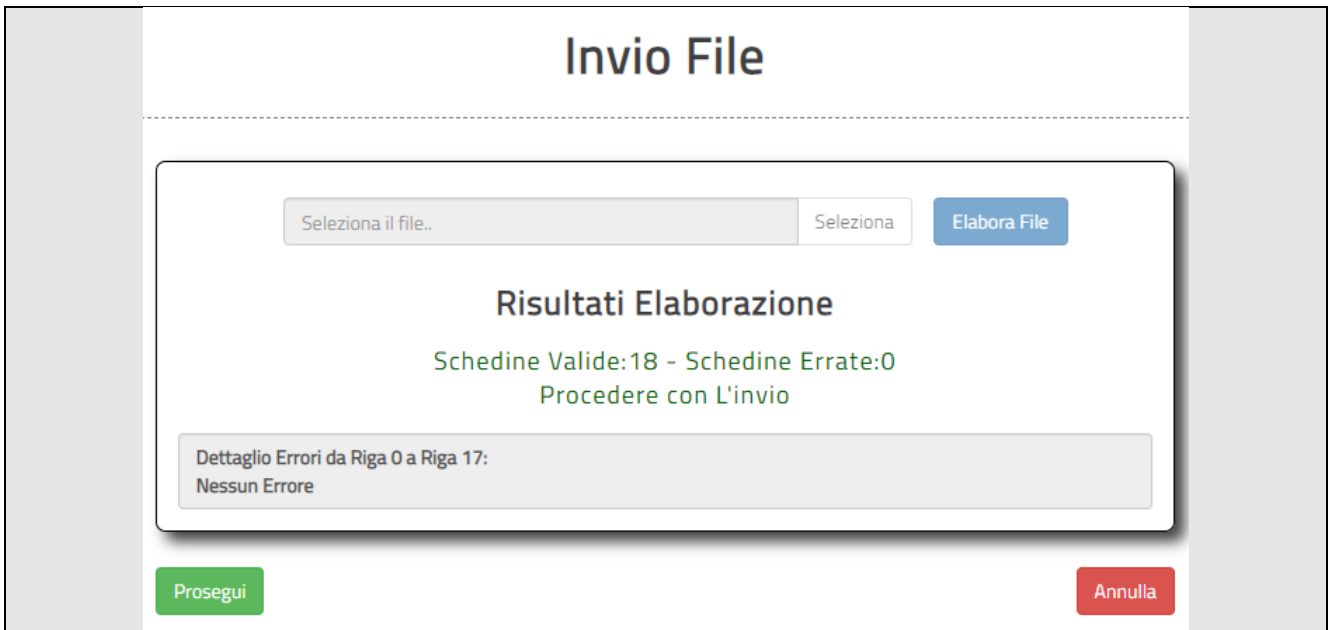 Invio File
Seleziona il file..
Seleziona
Elabora File
Risultati Elaborazione
Schedine Valide:18 - Schedine Errate:0
Procedere con L'invio
Dettaglio Errori da Riga 0 a Riga 17:
Nessun Errore
Prosegui
Annulla